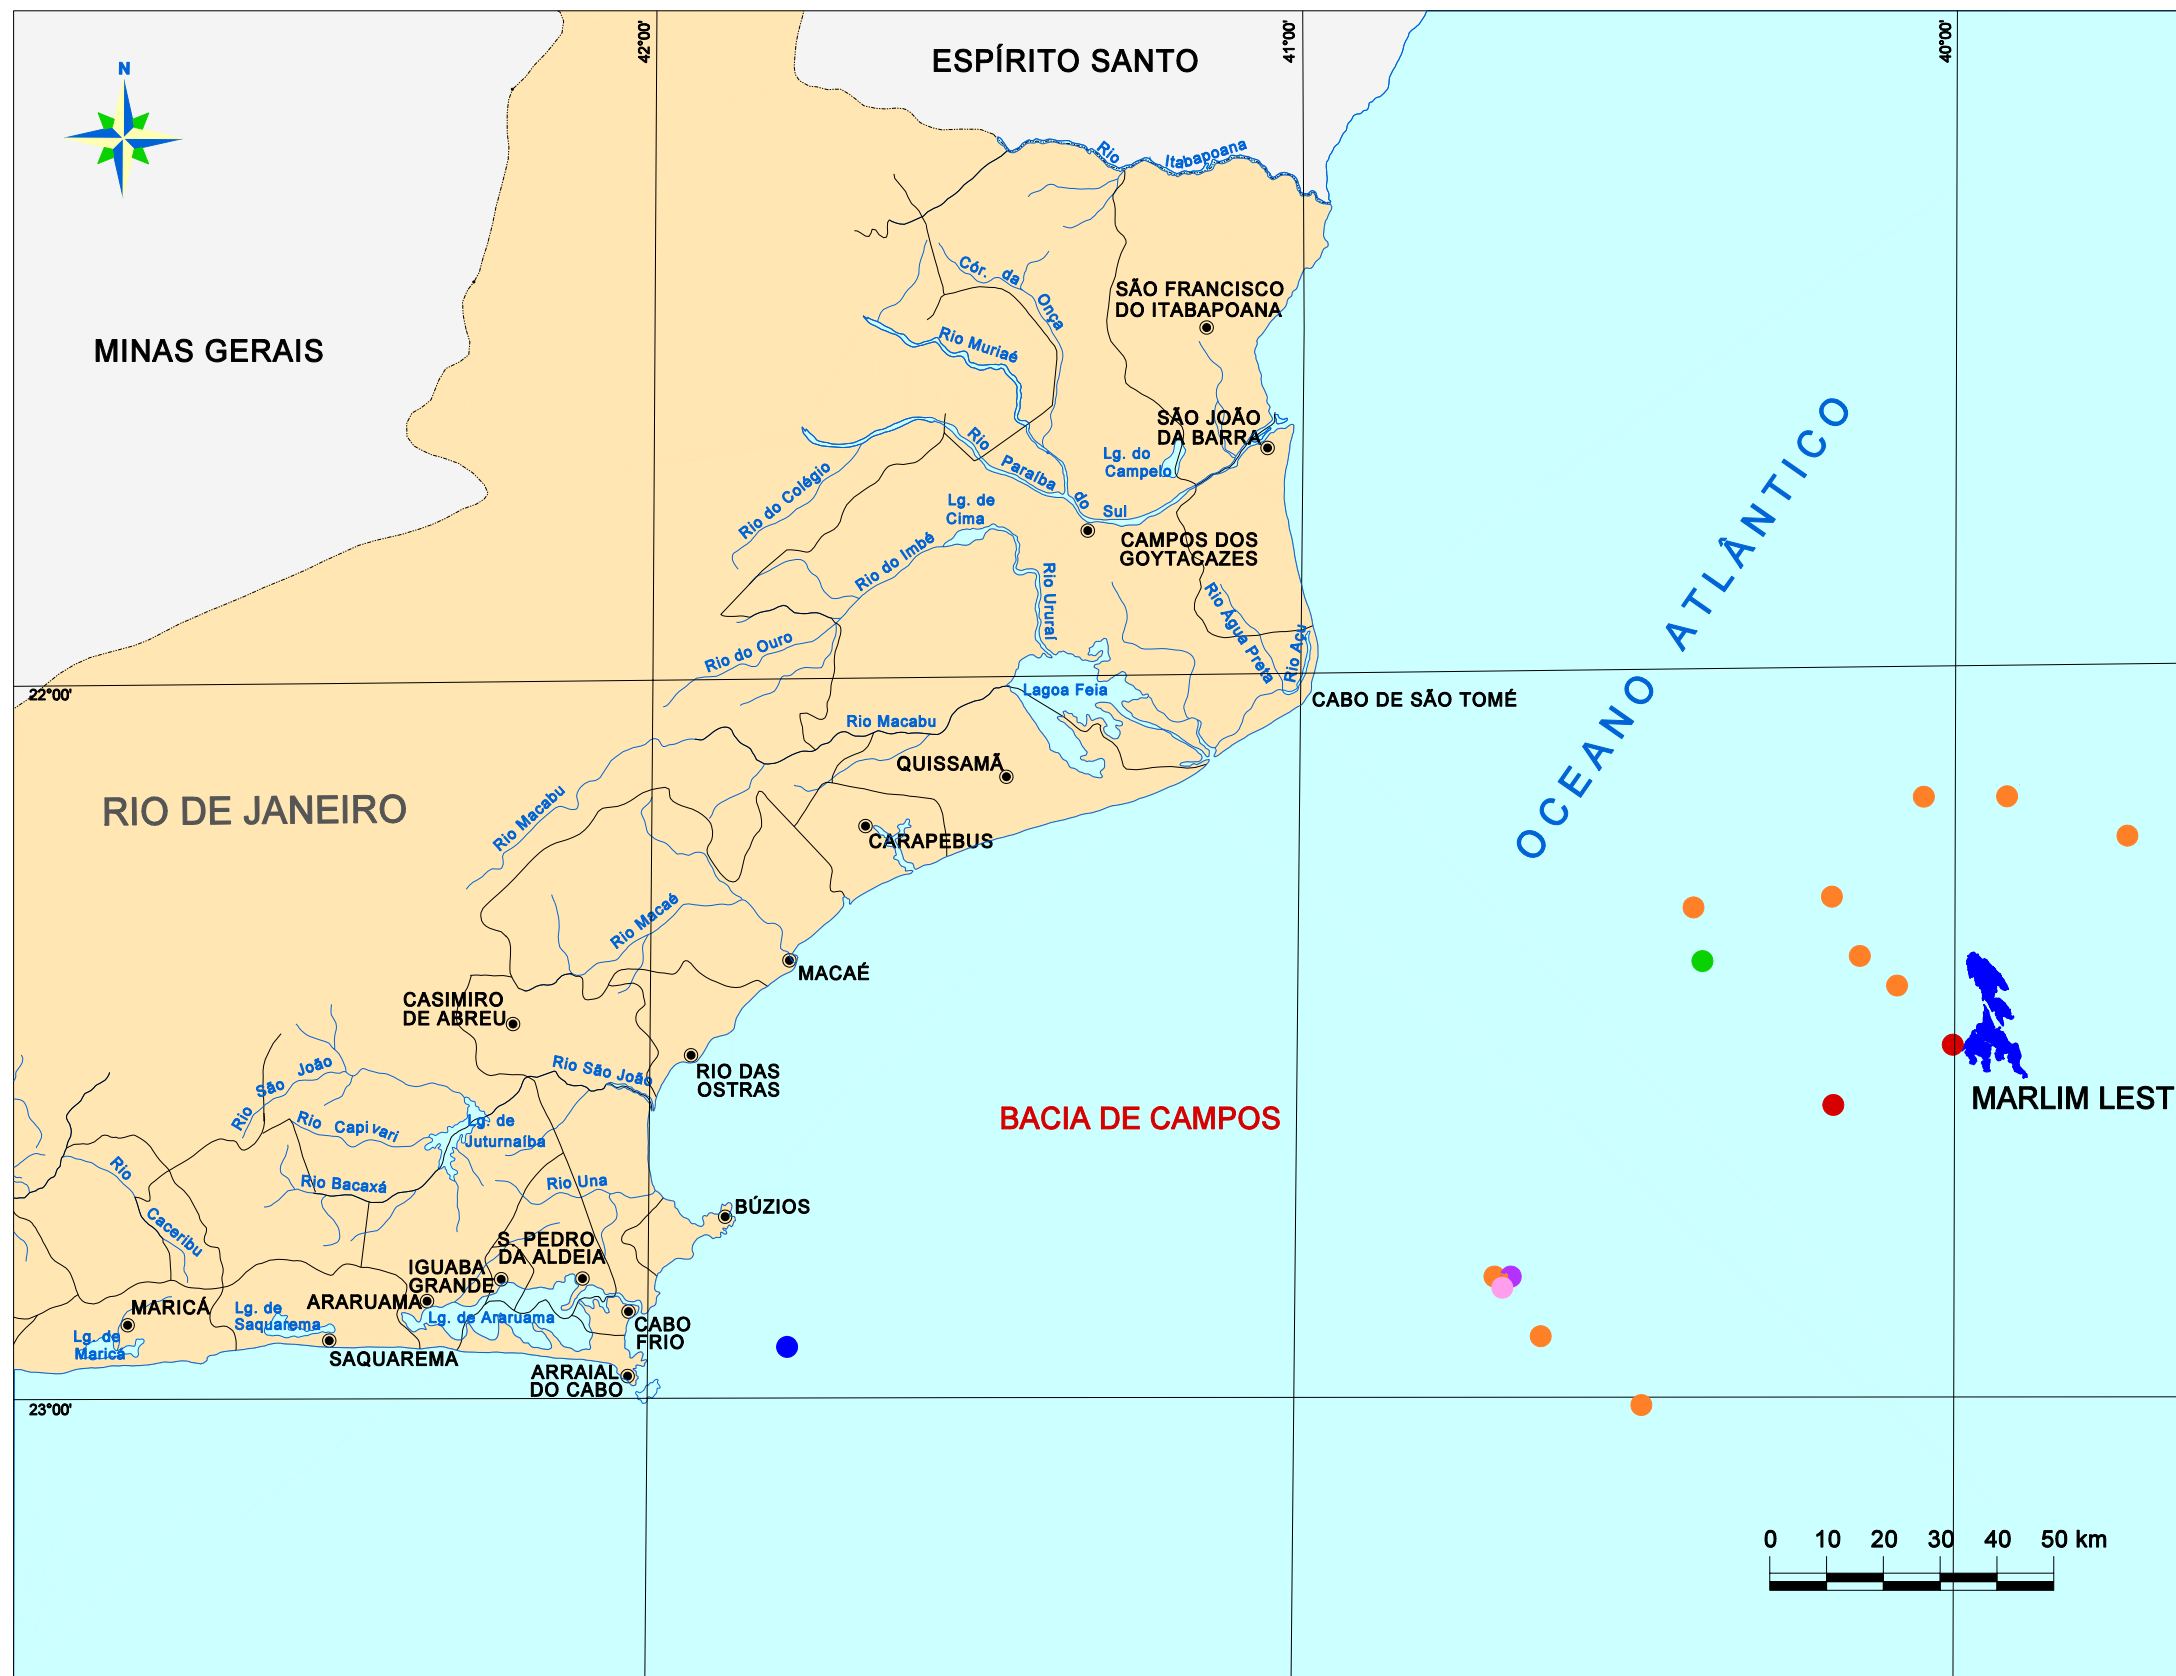 42°00'
41°00'
40°00'
N
ESPÍRITO SANTO
Rio
Itabapoana
MINAS GERAIS
Cór. da
Onça
SÃO FRANCISCO
DO ITABAPOANA
Rio Muriaé
SÃO JOÃO
DA BARRA
Rio
Paraíba
do
Sul
Lg. do
Campelo
Rio do Colégio
Lg. de
Cima
CAMPOS DOS
GOYTACAZES
Rio do Imbé
Rio Ururaí
Rio Água Preta
Rio Açu
Rio do Ouro
OCEANO ATLÂNTICO
22°00'
Lagoa Feia
CABO DE SÃO TOMÉ
Rio Macabu
QUISSAMÃ
RIO DE JANEIRO
Rio Macabu
CARAPEBUS
Rio Macaé
MACAÉ
CASIMIRO
DE ABREU
Rio São João
Rio São João
RIO DAS
OSTRAS
MARLIM LEST
BACIA DE CAMPOS
Rio Capivari
Lg. de
Juturnaíba
Rio
Caceribu
Rio Bacaxá
Rio Una
BÚZIOS
S. PEDRO
DA ALDEIA
IGUABA
GRANDE
ARARUAMA
MARICÁ
Lg. de
Saquarema
Lg. de Araruama
CABO
FRIO
Lg. de
Maricá
SAQUAREMA
ARRAIAL
DO CABO
23°00'
0 10 20 30 40 50 km